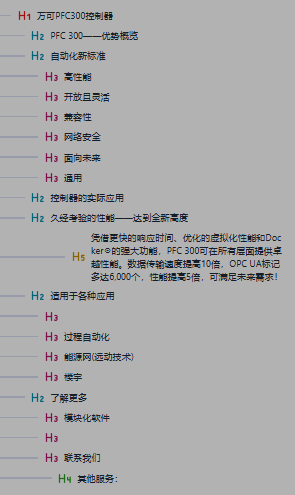 H1 万可PFC300控制器
H2 PFC 300——优势概览
H2 自动化新标准
H3 高性能
H3 开放且灵活
H3 兼容性
H3 网络安全
H3 面向未来
H3 通用
H2 控制器的实际应用
H2 久经考验的性能——达到全新高度
凭借更快的响应时间、优化的虚拟化性能和Doc
ker®的强大功能，PFC 300可在所有层面提供卓
H5 越性能。数据传输速度提高10倍，OPC UA标记
多达6,000个，性能提高5倍，可满足未来需求！
H2 适用于各种应用
H3
H3 过程自动化
H3 能源网(远动技术)
H3 楼宇
H2 了解更多
H3 模块化软件
H3
H3 联系我们
H4 其他服务：